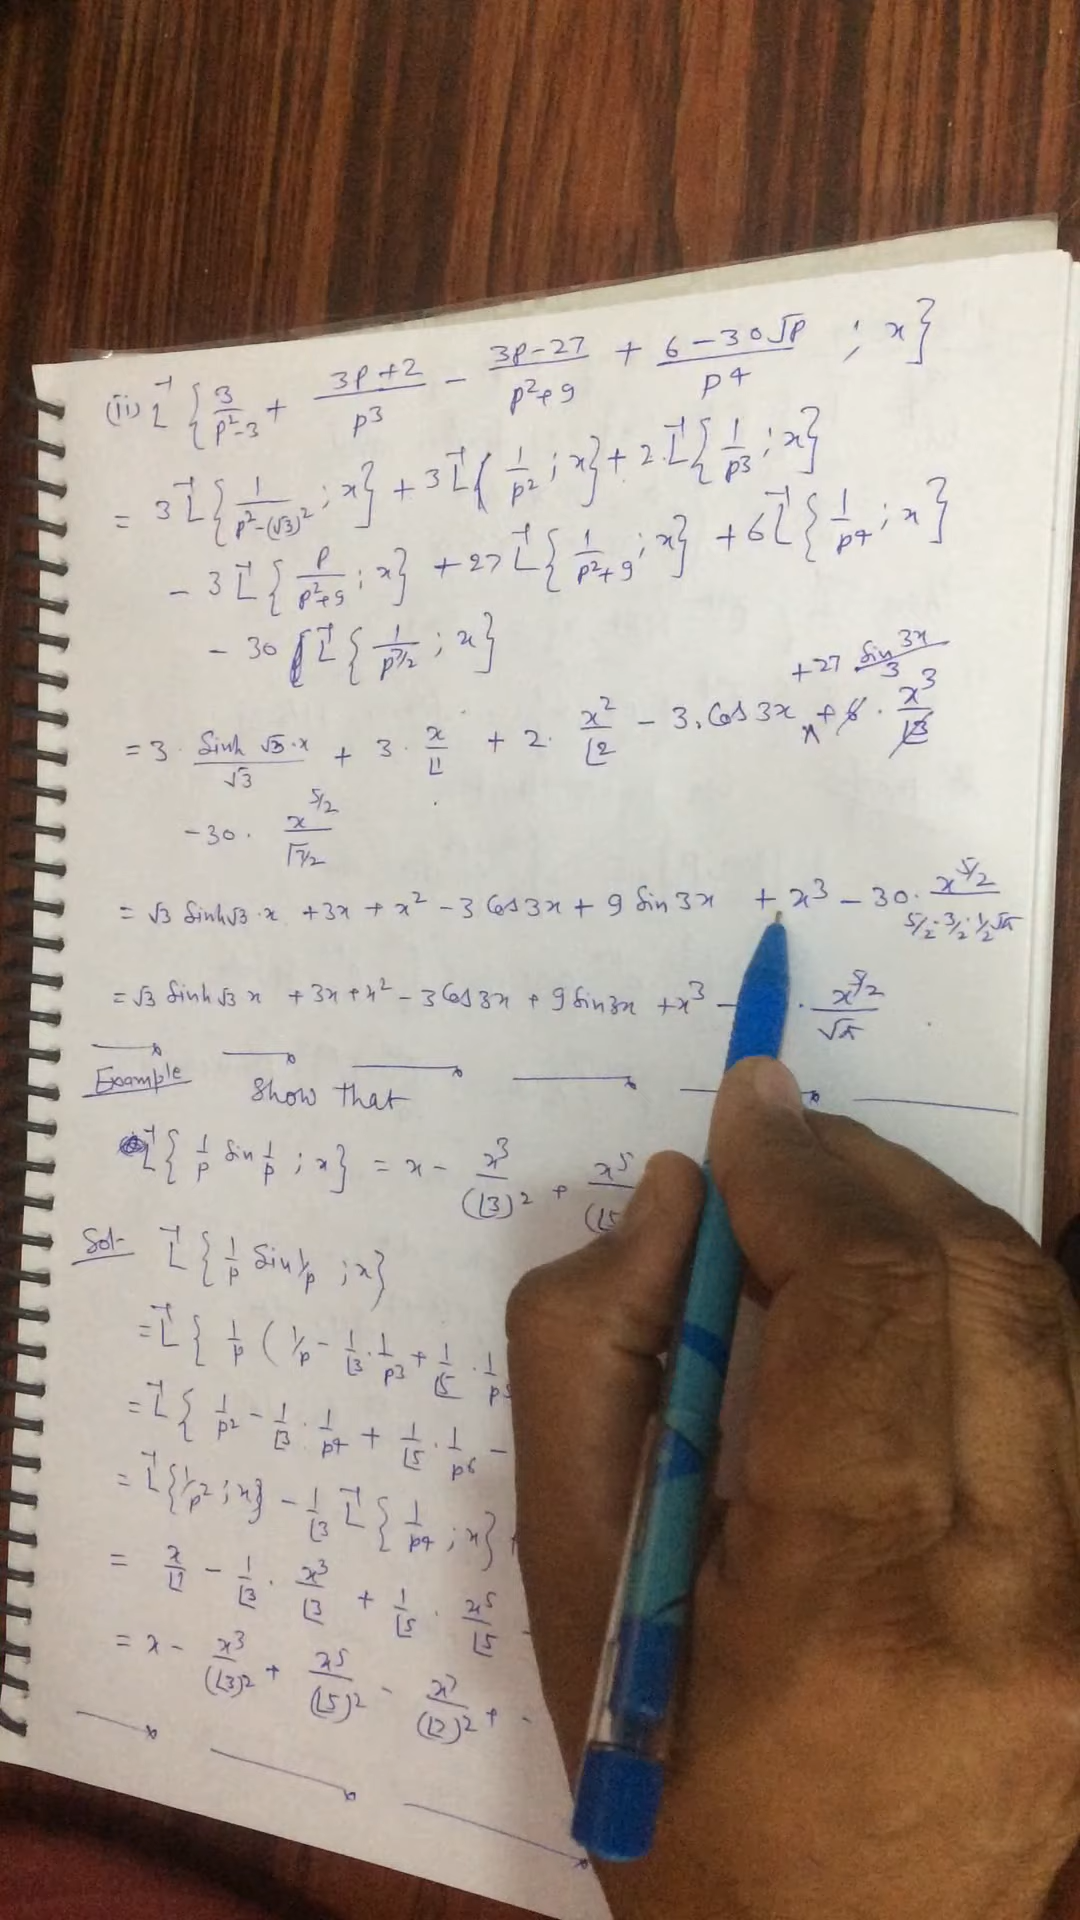 (ii) L⁻¹ { 3/(p²-3) + (3p+2)/p³ - (3p-27)/(p²+9) + (6-30√p)/p⁴ ; x}
= 3 L⁻¹{ 1/(p²-(√3)²) ; x} + 3 L⁻¹{ 1/p² ; x} + 2. L⁻¹{ 1/p³ ; x}
- 3 L⁻¹{ p/(p²+9) ; x} + 27 L⁻¹{ 1/(p²+9) ; x} + 6 L⁻¹{ 1/p⁴ ; x}
- 30 L⁻¹{ 1/p^(7/2) ; x}
+27 sin 3x/3
= 3 · Sinh √3·x/√3 + 3 · x/⌊1 + 2 · x²/⌊2 - 3. Cos 3x + 6 · x³/⌊3
-30 · x^(5/2)/Γ7/2
= √3 Sinh√3·x + 3x + x² - 3 Cos 3x + 9 Sin 3x + x³ - 30 · x^(5/2)/(5/2·3/2·1/2√π)
= √3 Sinh√3 x + 3x + x² - 3 Cos 3x + 9 Sin 3x + x³ - · x^(5/2)/√π
Example Show that
L⁻¹{ 1/p Sin 1/p ; x} = x - x³/(⌊3)² + x⁵/(⌊5
Sol- L⁻¹{ 1/p Sin 1/p ; x}
= L⁻¹{ 1/p ( 1/p - 1/⌊3 · 1/p³ + 1/⌊5 · 1/p⁵
= L⁻¹{ 1/p² - 1/⌊3 · 1/p⁴ + 1/⌊5 · 1/p⁶ -
= L⁻¹{1/p² ; x} - 1/⌊3 L⁻¹{ 1/p⁴ ; x} +
= x/⌊1 - 1/⌊3 · x³/⌊3 + 1/⌊5 · x⁵/⌊5 -
= x - x³/(⌊3)² + x⁵/(⌊5)² - x⁷/(⌊7)² + -